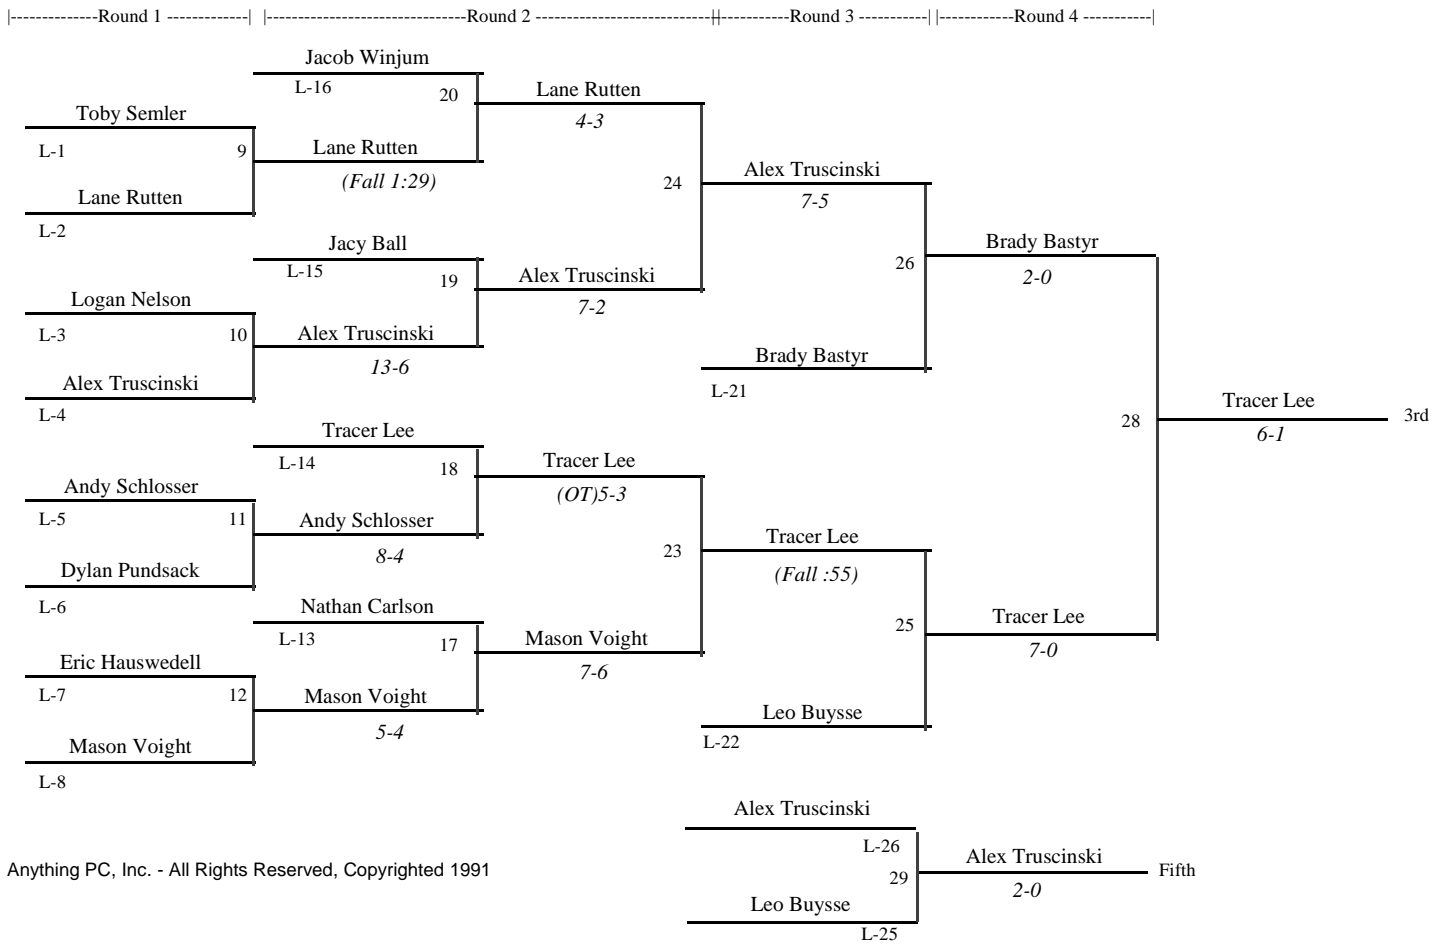 |--------------Round 1 -------------| |--------------------------------Round 2 -----------------------------||------------Round 3 -----------| |------------Round 4 -----------|
Jacob Winjum
L-16
20
Lane Rutten
4-3
Toby Semler
L-1
9
Lane Rutten
(Fall 1:29)
Lane Rutten
L-2
24
Alex Truscinski
7-5
Jacy Ball
L-15
19
Alex Truscinski
7-2
Logan Nelson
L-3
10
Alex Truscinski
13-6
Alex Truscinski
L-4
26
Brady Bastyr
2-0
Brady Bastyr
L-21
Tracer Lee
L-14
18
Tracer Lee
(OT)5-3
Andy Schlosser
L-5
11
Andy Schlosser
8-4
Dylan Pundsack
L-6
23
Tracer Lee
(Fall :55)
Nathan Carlson
L-13
17
Mason Voight
7-6
Eric Hauswedell
L-7
12
Mason Voight
5-4
Mason Voight
L-8
25
Tracer Lee
7-0
Leo Buysse
L-22
28
Tracer Lee
6-1
3rd
Alex Truscinski
L-26
29
Alex Truscinski
2-0
Fifth
Leo Buysse
L-25
Anything PC, Inc. - All Rights Reserved, Copyrighted 1991